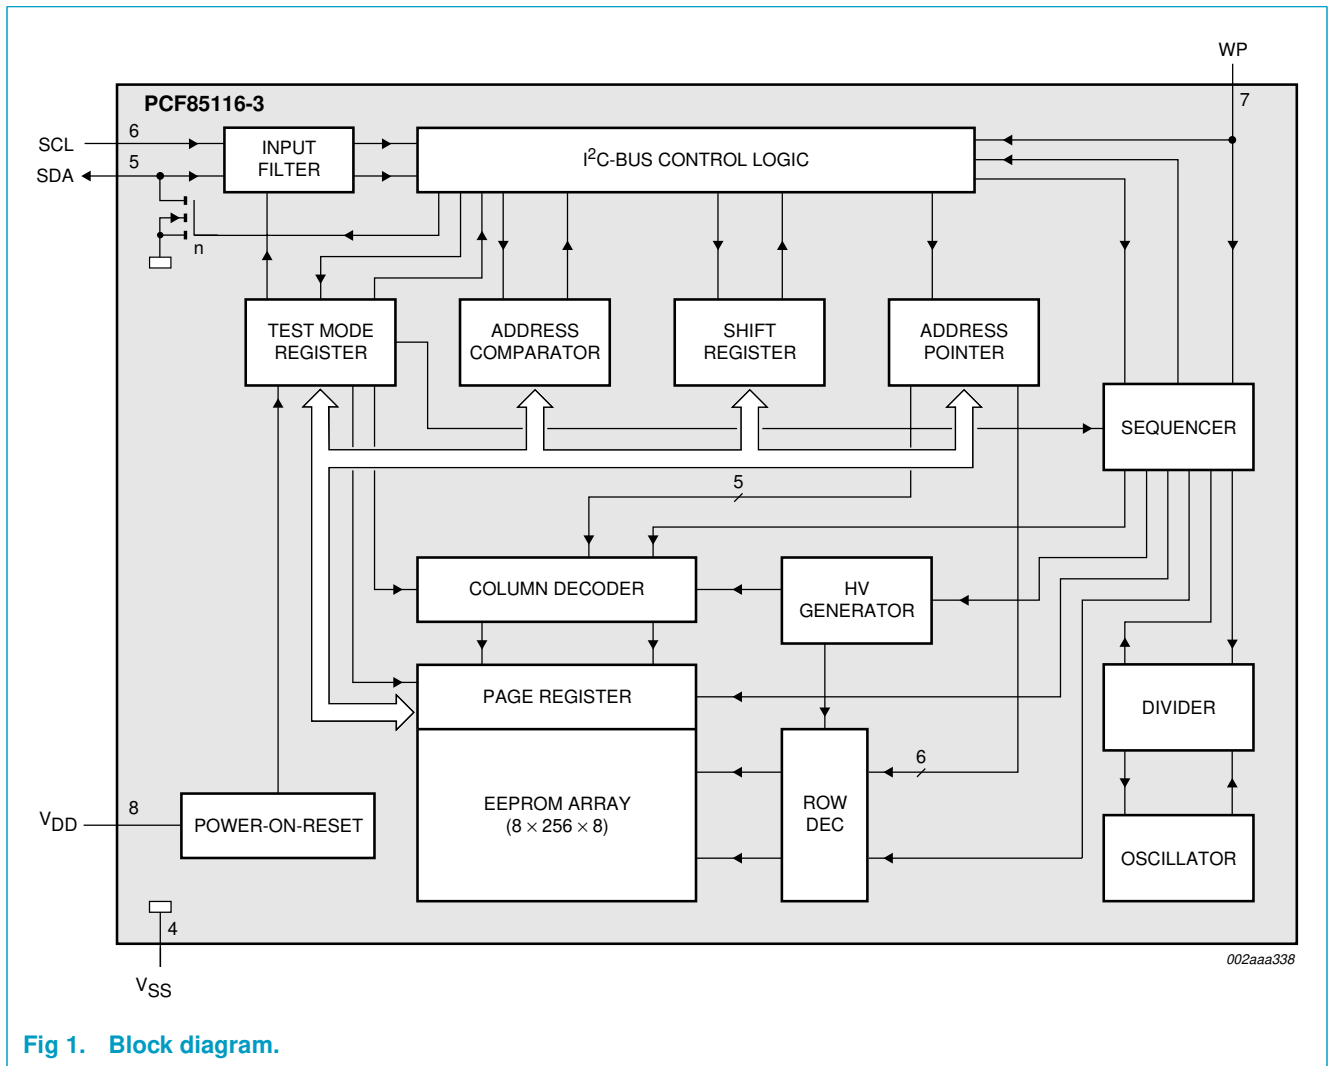 WP
PCF85116-3
7
SCL
6
INPUT
FILTER
I²C-BUS CONTROL LOGIC
SDA
5
n
TEST MODE
REGISTER
ADDRESS
COMPARATOR
SHIFT
REGISTER
ADDRESS
POINTER
SEQUENCER
5
COLUMN DECODER
HV
GENERATOR
PAGE REGISTER
DIVIDER
6
EEPROM ARRAY
(8 × 256 × 8)
ROW
DEC
VDD
8
POWER-ON-RESET
OSCILLATOR
4
VSS
002aaa338
Fig 1. Block diagram.